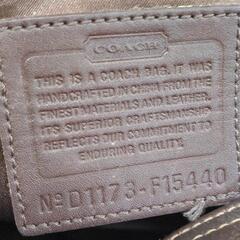 COACH
THIS IS A COACH BAG. IT WAS
HANDCRAFTED IN CHINA FROM THE
FINEST MATERIALS AND LEATHER.
ITS SUPERIOR CRAFTSMANSHIP
REFLECTS OUR COMMITMENT TO
ENDURING QUALITY.
No D1173-F15440